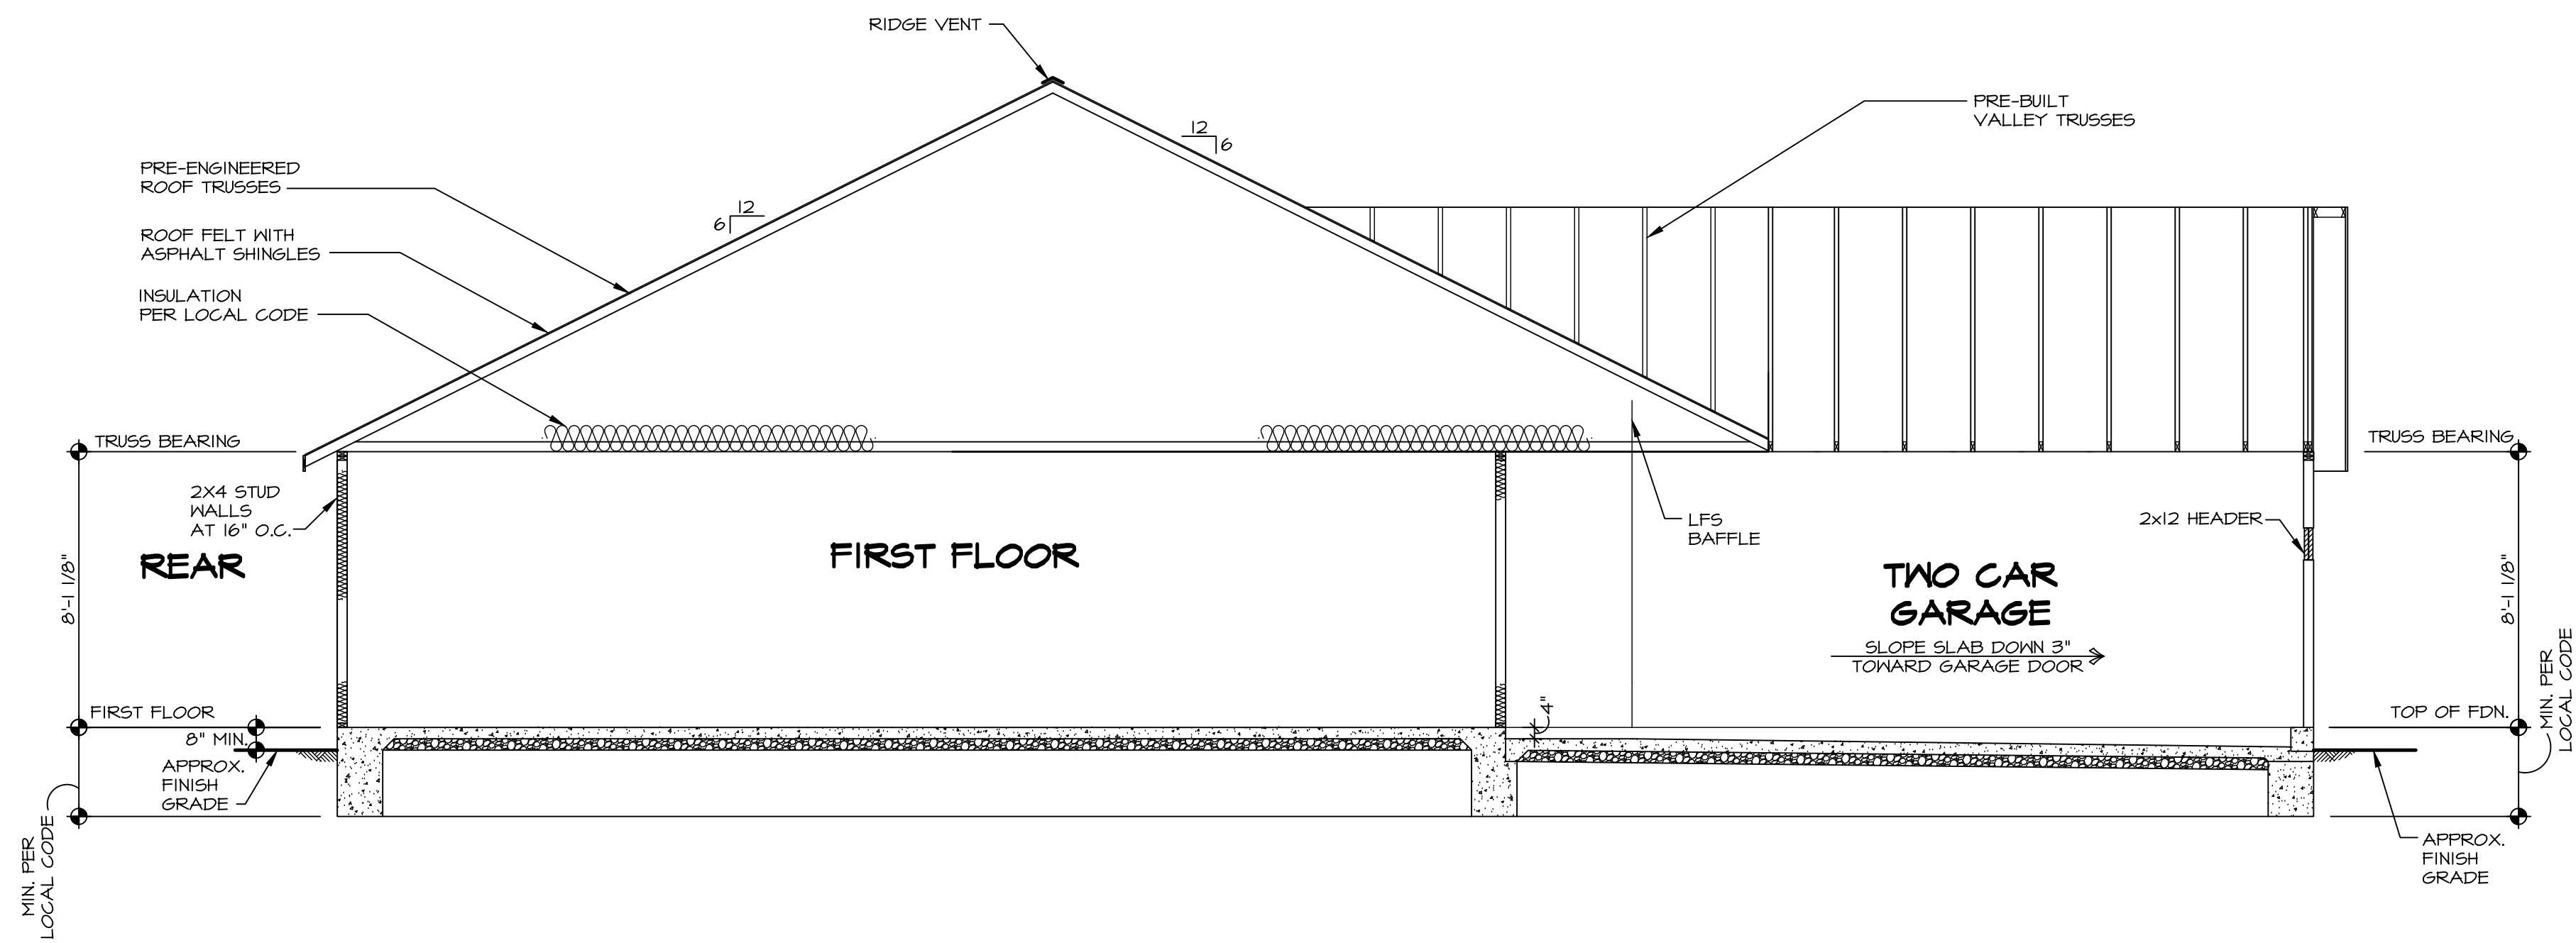 RIDGE VENT
PRE-BUILT
VALLEY TRUSSES
12
6
PRE-ENGINEERED
ROOF TRUSSES
12
6
ROOF FELT WITH
ASPHALT SHINGLES
INSULATION
PER LOCAL CODE
TRUSS BEARING
TRUSS BEARING
2X4 STUD
WALLS
AT 16" O.C.
LFS
BAFFLE
2x12 HEADER
REAR
FIRST FLOOR
TWO CAR
GARAGE
8'-1 1/8"
8'-1 1/8"
SLOPE SLAB DOWN 3"
TOWARD GARAGE DOOR
MIN. PER
LOCAL CODE
FIRST FLOOR
4"
TOP OF FDN.
8" MIN.
APPROX.
FINISH
GRADE
MIN. PER
LOCAL CODE
APPROX.
FINISH
GRADE